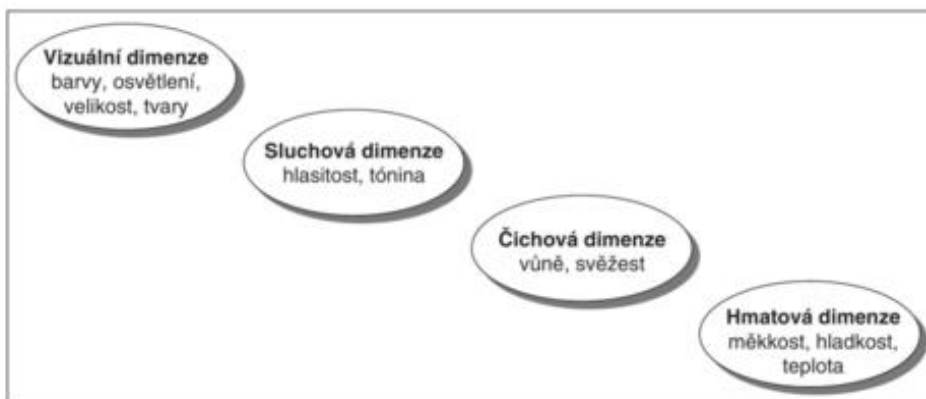 Vizuální dimenze
barvy, osvětlení,
velikost, tvary
Sluchová dimenze
hlasitost, tónina
Čichová dimenze
vůně, svěžest
Hmatová dimenze
měkkost, hladkost,
teplota